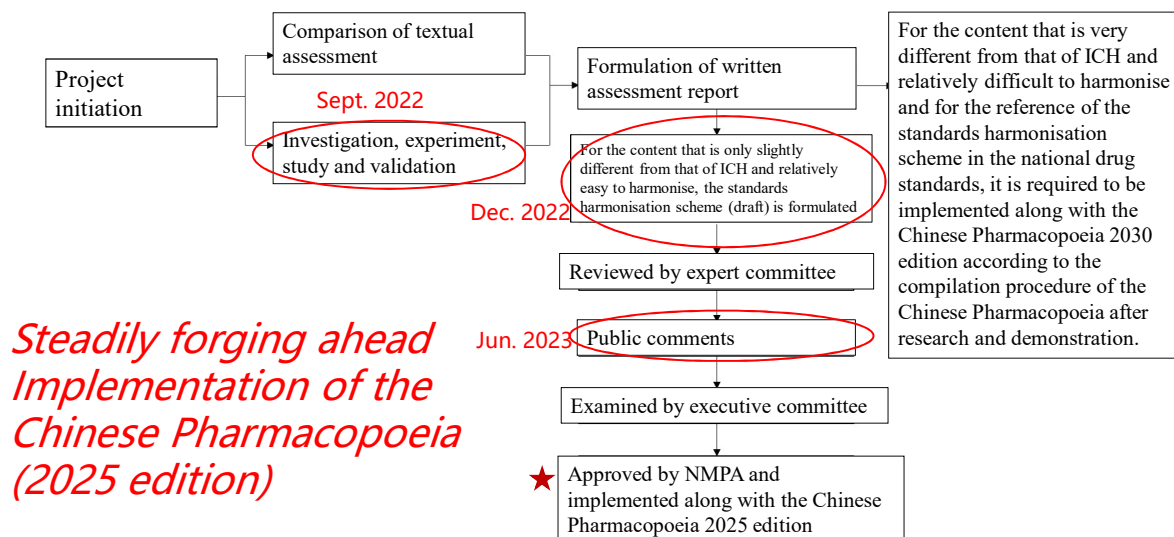 Project
initiation
Comparison of textual
assessment
Sept. 2022
Investigation, experiment,
study and validation
Formulation of written
assessment report
For the content that is only slightly
different from that of ICH and relatively
easy to harmonise, the standards
harmonisation scheme (draft) is formulated
Dec. 2022
Reviewed by expert committee
Jun. 2023
Public comments
Examined by executive committee
Approved by NMPA and
implemented along with the Chinese
Pharmacopoeia 2025 edition
For the content that is very
different from that of ICH and
relatively difficult to harmonise
and for the reference of the
standards harmonisation
scheme in the national drug
standards, it is required to be
implemented along with the
Chinese Pharmacopoeia 2030
edition according to the
compilation procedure of the
Chinese Pharmacopoeia after
research and demonstration.
Steadily forging ahead
Implementation of the
Chinese Pharmacopoeia
(2025 edition)